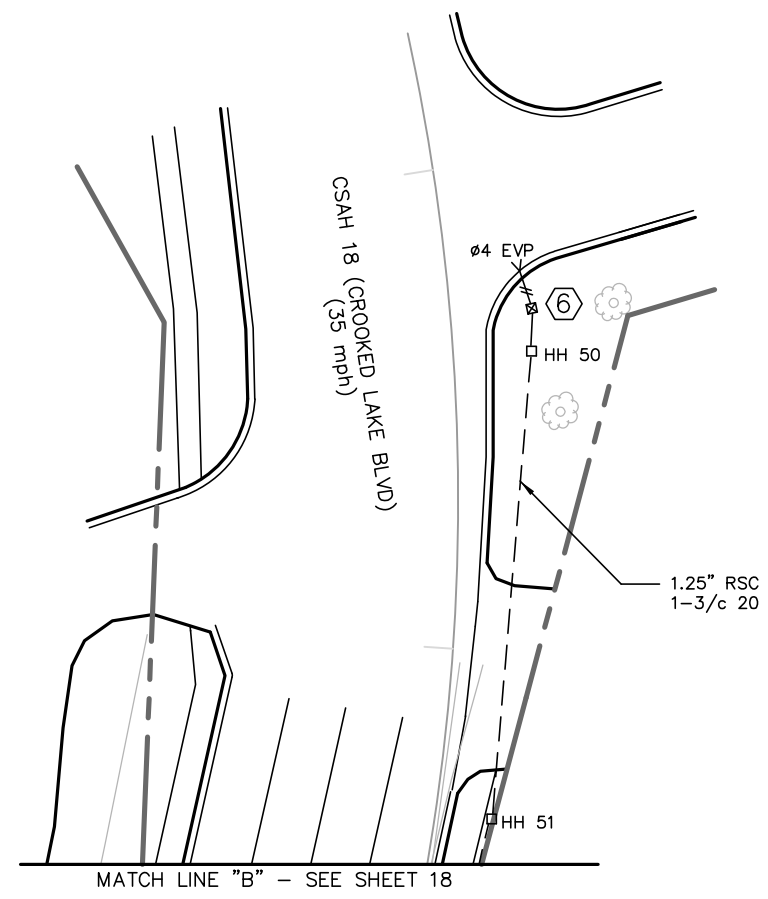 CSAH 18 (CROOKED LAKE BLVD)
(35 mph)
ø4 EVP
6
HH 50
1.25" RSC
1-3/c 20
HH 51
MATCH LINE "B" - SEE SHEET 18